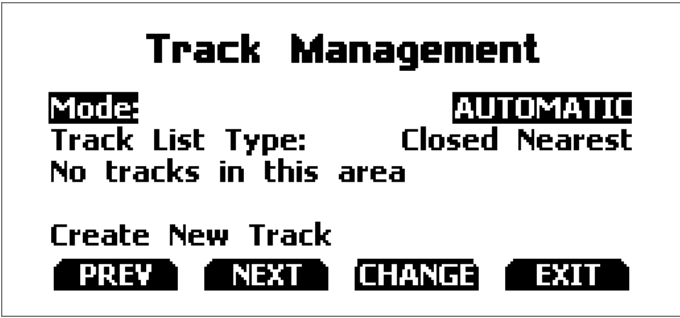 Track Management
Mode: AUTOMATIC
Track List Type: Closed Nearest
No tracks in this area
Create New Track
PREV NEXT CHANGE EXIT